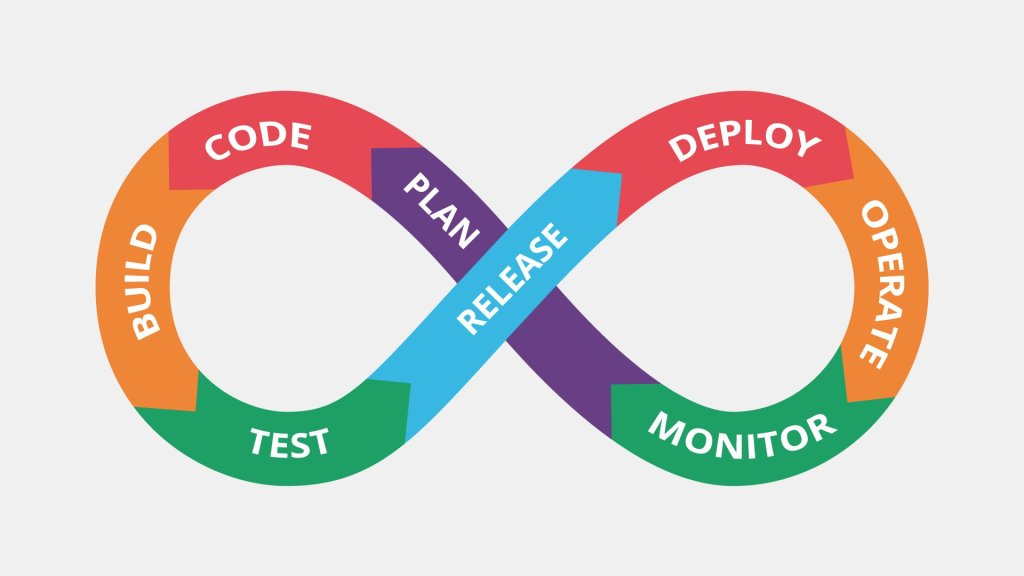 PLAN
CODE
BUILD
TEST
RELEASE
DEPLOY
OPERATE
MONITOR